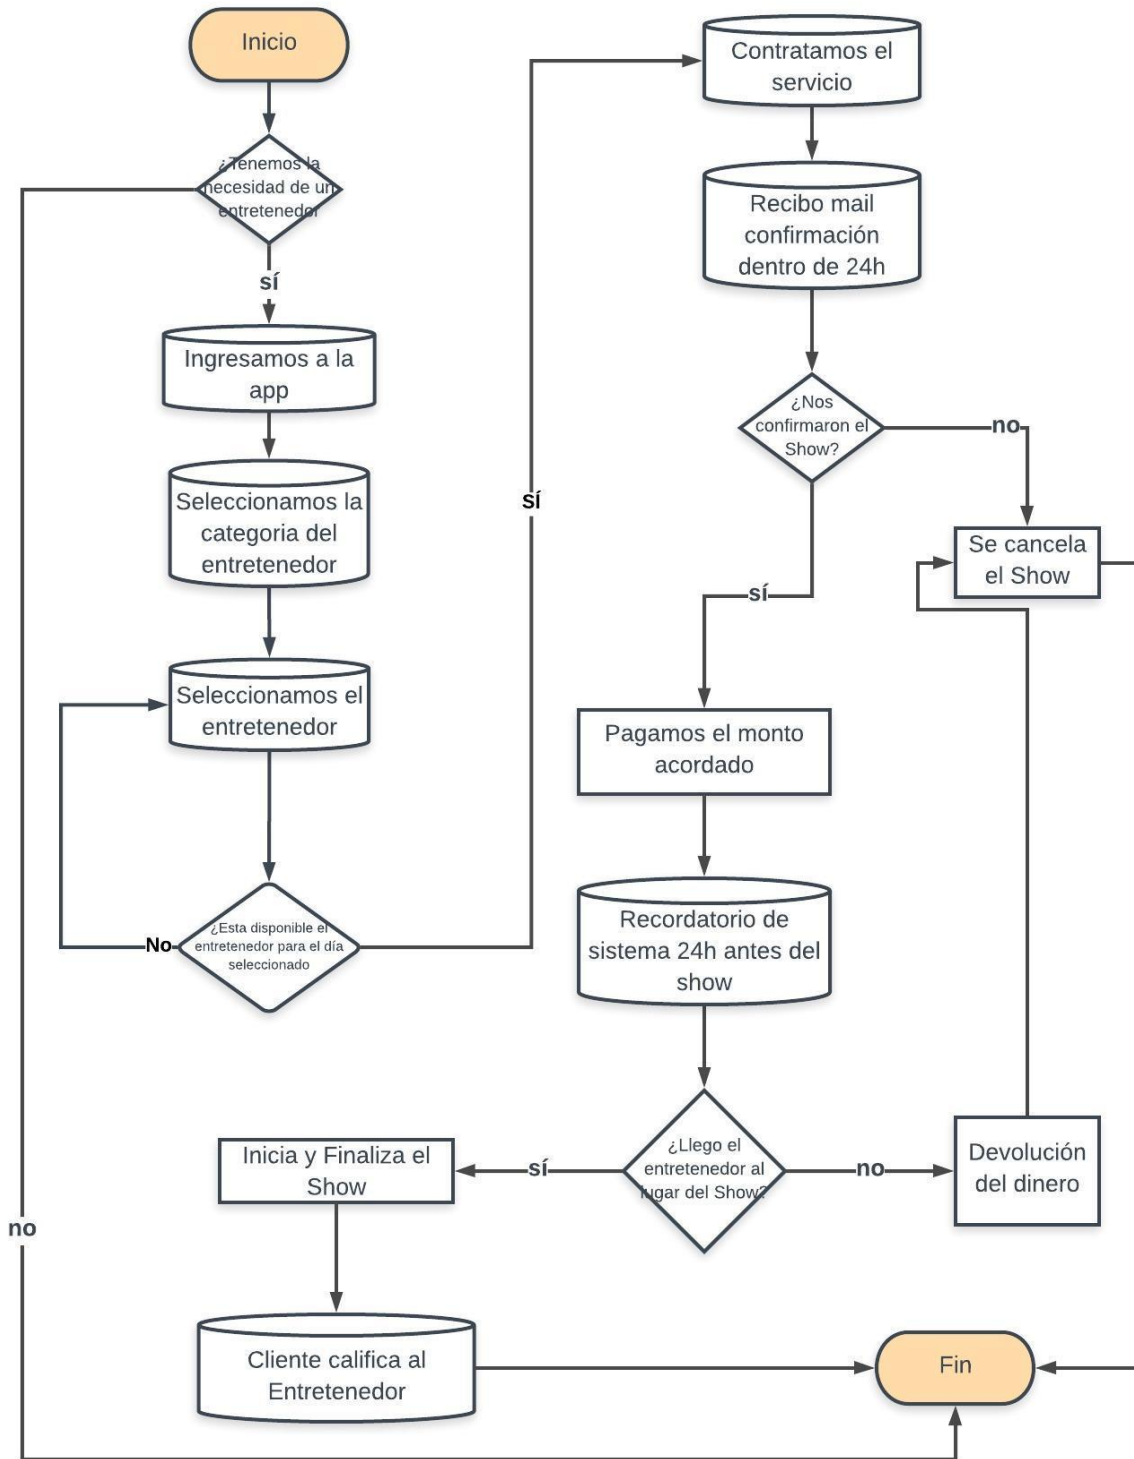 Inicio
¿Tenemos la
necesidad de un
entretenedor
sí
Ingresamos a la
app
Seleccionamos la
categoria del
entretenedor
Seleccionamos el
entretenedor
¿Esta disponible el
entretenedor para el día
seleccionado
No
SÍ
Contratamos el
servicio
Recibo mail
confirmación
dentro de 24h
¿Nos
confirmaron el
Show?
no
Se cancela
el Show
sí
Pagamos el monto
acordado
Recordatorio de
sistema 24h antes del
show
¿Llego el
entretenedor al
lugar del Show?
no
Devolución
del dinero
sí
Inicia y Finaliza el
Show
Cliente califica al
Entretenedor
no
Fin